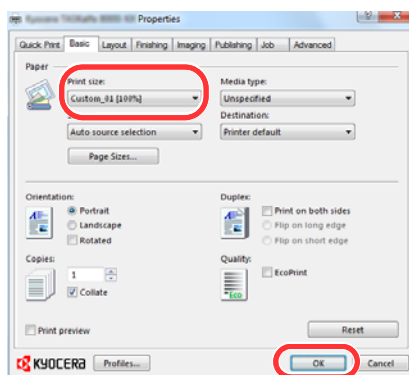 Properties
Quick Print Basic Layout Finishing Imaging Publishing Job Advanced
Paper
Print size: Media type:
Custom_01 [100%] Unspecified
Destination:
Auto source selection Printer default
Page Sizes...
Orientation: Duplex:
Portrait Print on both sides
Landscape Flip on long edge
Rotated Flip on short edge
Copies: Quality:
1 EcoPrint
Collate Eco
Print preview Reset
KYOCERA Profiles... OK Cancel